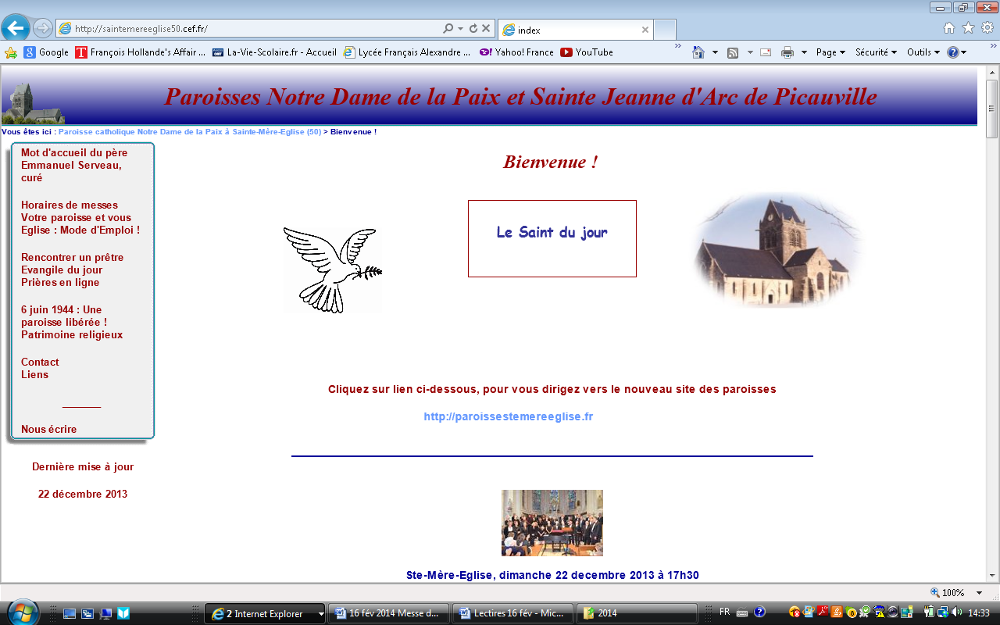 http://saintemereeglise50.cef.fr/
index
Google
François Hollande's Affair ...
La-Vie-Scolaire.fr - Accueil
Lycée Français Alexandre ...
Yahoo! France
YouTube
Page
Sécurité
Outils
Paroisses Notre Dame de la Paix et Sainte Jeanne d'Arc de Picauville
Vous êtes ici : Paroisse catholique Notre Dame de la Paix à Sainte-Mère-Eglise (50) > Bienvenue !
Mot d'accueil du père
Emmanuel Serveau,
curé
Horaires de messes
Votre paroisse et vous
Eglise : Mode d'Emploi !
Rencontrer un prêtre
Evangile du jour
Prières en ligne
6 juin 1944 : Une
paroisse libérée !
Patrimoine religieux
Contact
Liens
Nous écrire
Dernière mise à jour
22 décembre 2013
Bienvenue !
Le Saint du jour
Cliquez sur lien ci-dessous, pour vous dirigez vers le nouveau site des paroisses
http://paroissestemereeglise.fr
Ste-Mère-Eglise, dimanche 22 decembre 2013 à 17h30
100%
2 Internet Explorer
16 fév 2014 Messe d...
Lectires 16 fév - Mic...
2014
FR
14:33